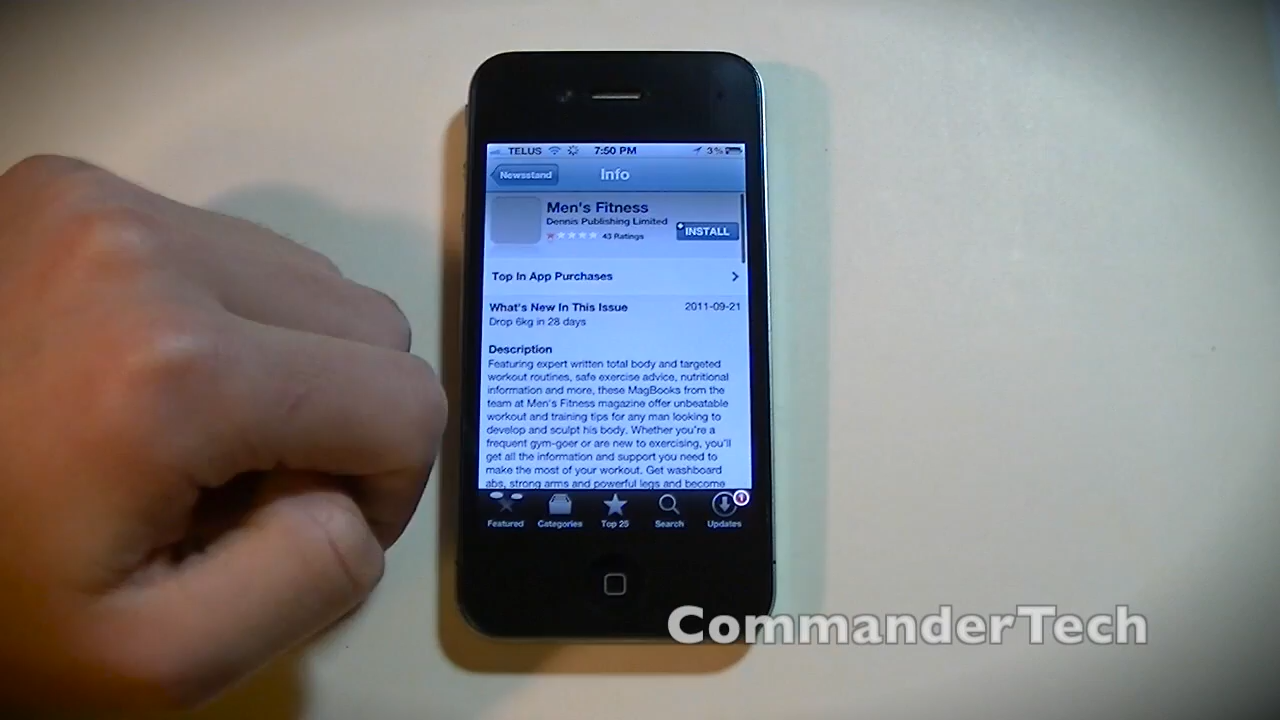 TELUS 7:50 PM 3%
Newsstand Info
Men's Fitness
Dennis Publishing Limited
43 Ratings
INSTALL
Top In App Purchases
What's New In This Issue 2011-09-21
Drop 6kg in 28 days
Description
Featuring expert written total body and targeted
workout routines, safe exercise advice, nutritional
information and more, these MagBooks from the
team at Men's Fitness magazine offer unbeatable
workout and training tips for any man looking to
develop and sculpt his body. Whether you're a
frequent gym-goer or are new to exercising, you'll
get all the information and support you need to
make the most of your workout. Get washboard
abs, strong arms and powerful legs and become
1
Featured Categories Top 25 Search Updates
CommanderTech